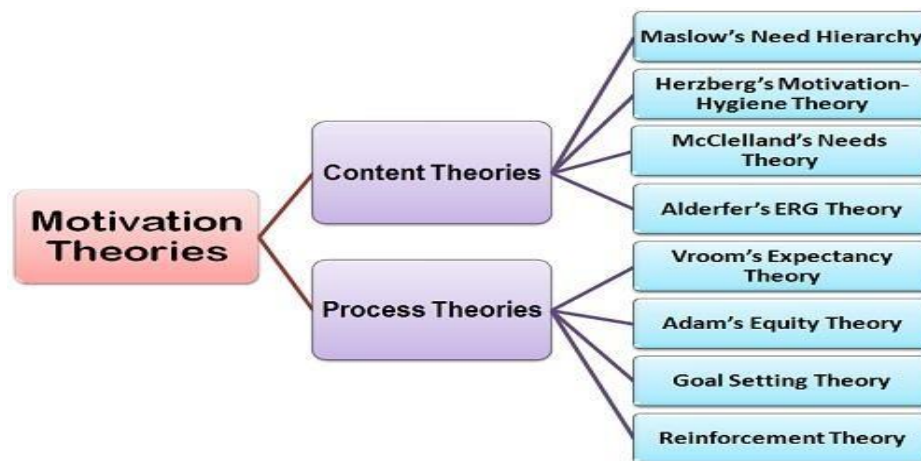 Motivation
Theories
Content Theories
Process Theories
Maslow's Need Hierarchy
Herzberg's Motivation-
Hygiene Theory
McClelland's Needs
Theory
Alderfer's ERG Theory
Vroom's Expectancy
Theory
Adam's Equity Theory
Goal Setting Theory
Reinforcement Theory